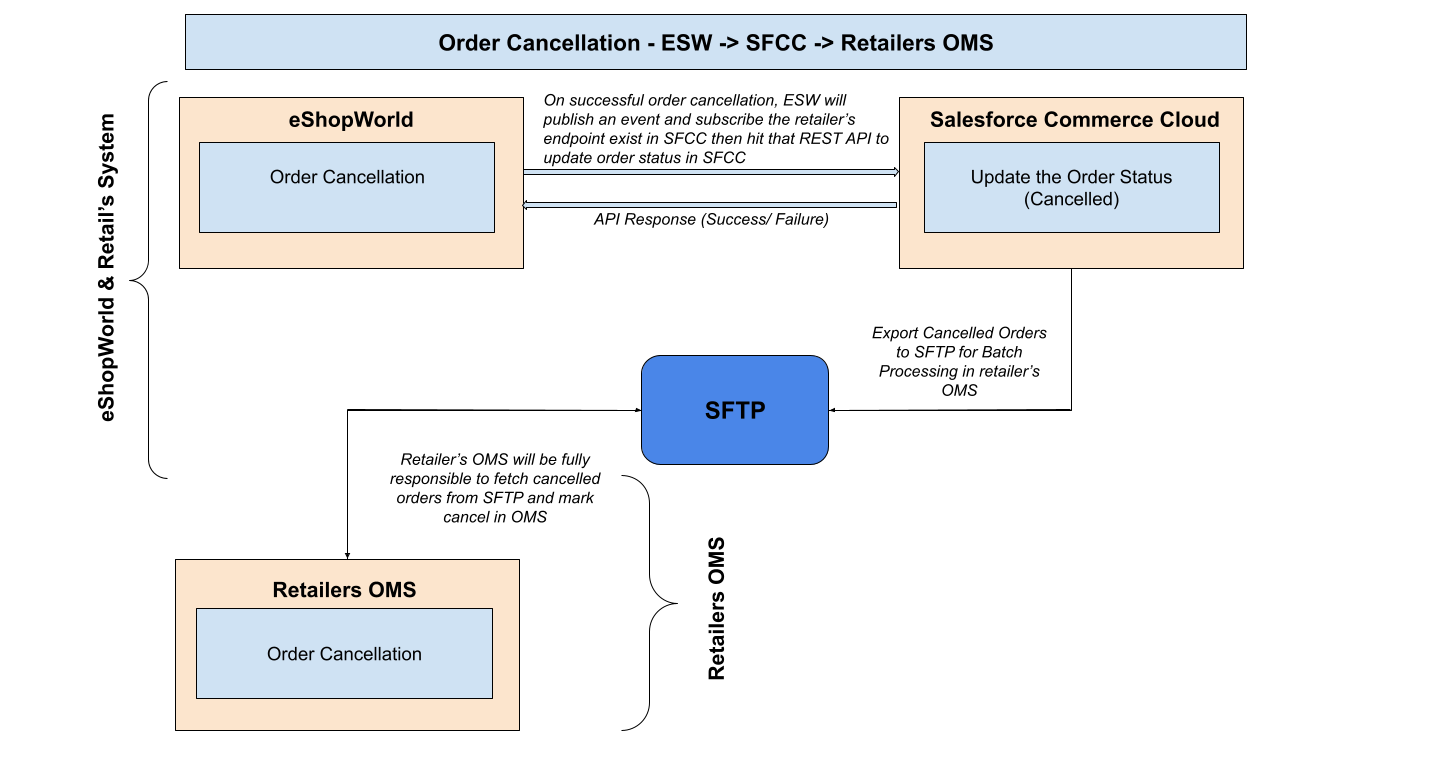 Order Cancellation - ESW -> SFCC -> Retailers OMS
eShopWorld & Retail's System
eShopWorld
Order Cancellation
On successful order cancellation, ESW will
publish an event and subscribe the retailer's
endpoint exist in SFCC then hit that REST API to
update order status in SFCC
API Response (Success/ Failure)
Salesforce Commerce Cloud
Update the Order Status
(Cancelled)
Export Cancelled Orders
to SFTP for Batch
Processing in retailer's
OMS
SFTP
Retailer's OMS will be fully
responsible to fetch cancelled
orders from SFTP and mark
cancel in OMS
Retailers OMS
Order Cancellation
Retailers OMS